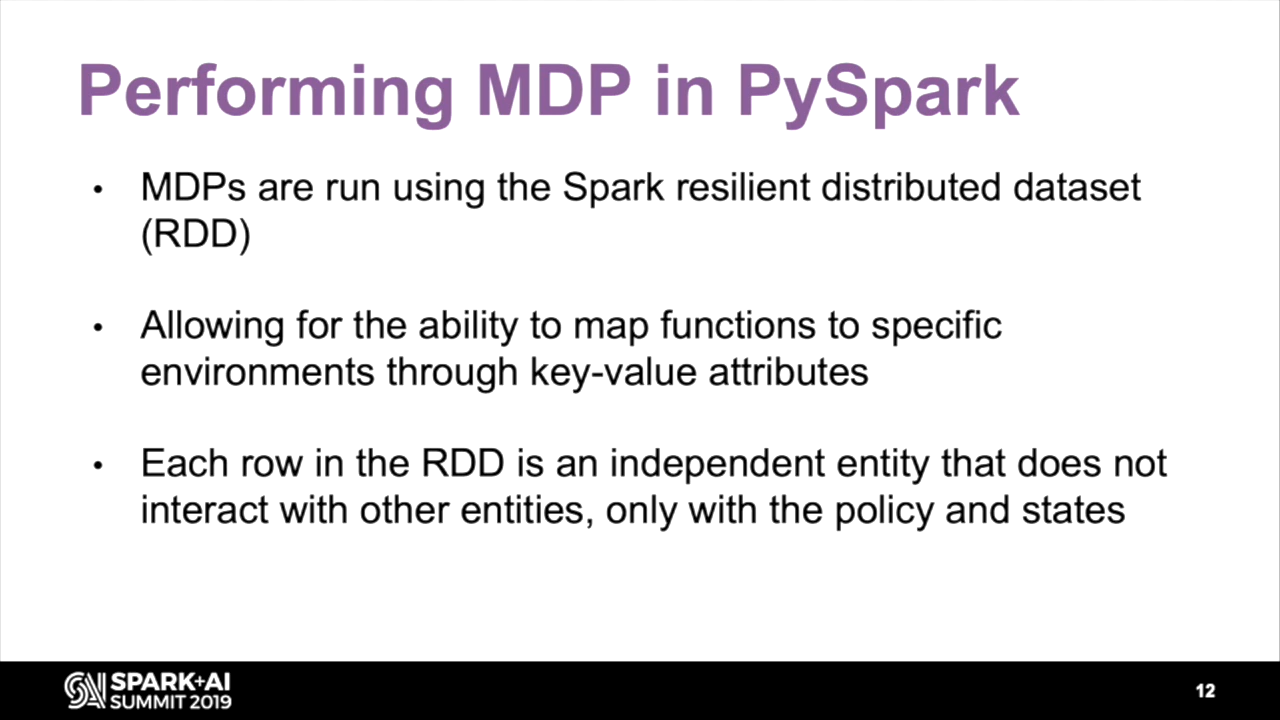 Performing MDP in PySpark
• MDPs are run using the Spark resilient distributed dataset
(RDD)
• Allowing for the ability to map functions to specific
environments through key-value attributes
• Each row in the RDD is an independent entity that does not
interact with other entities, only with the policy and states
SPARK+AI
SUMMIT 2019
12